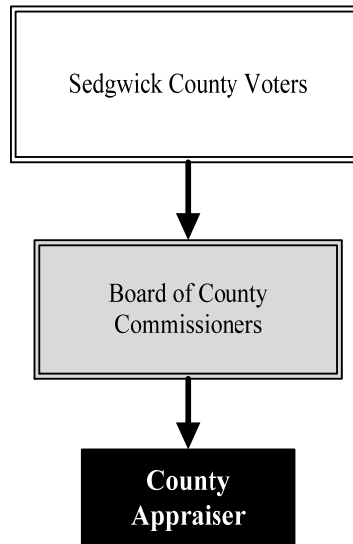 Sedgwick County Voters
Board of County
Commissioners
County
Appraiser